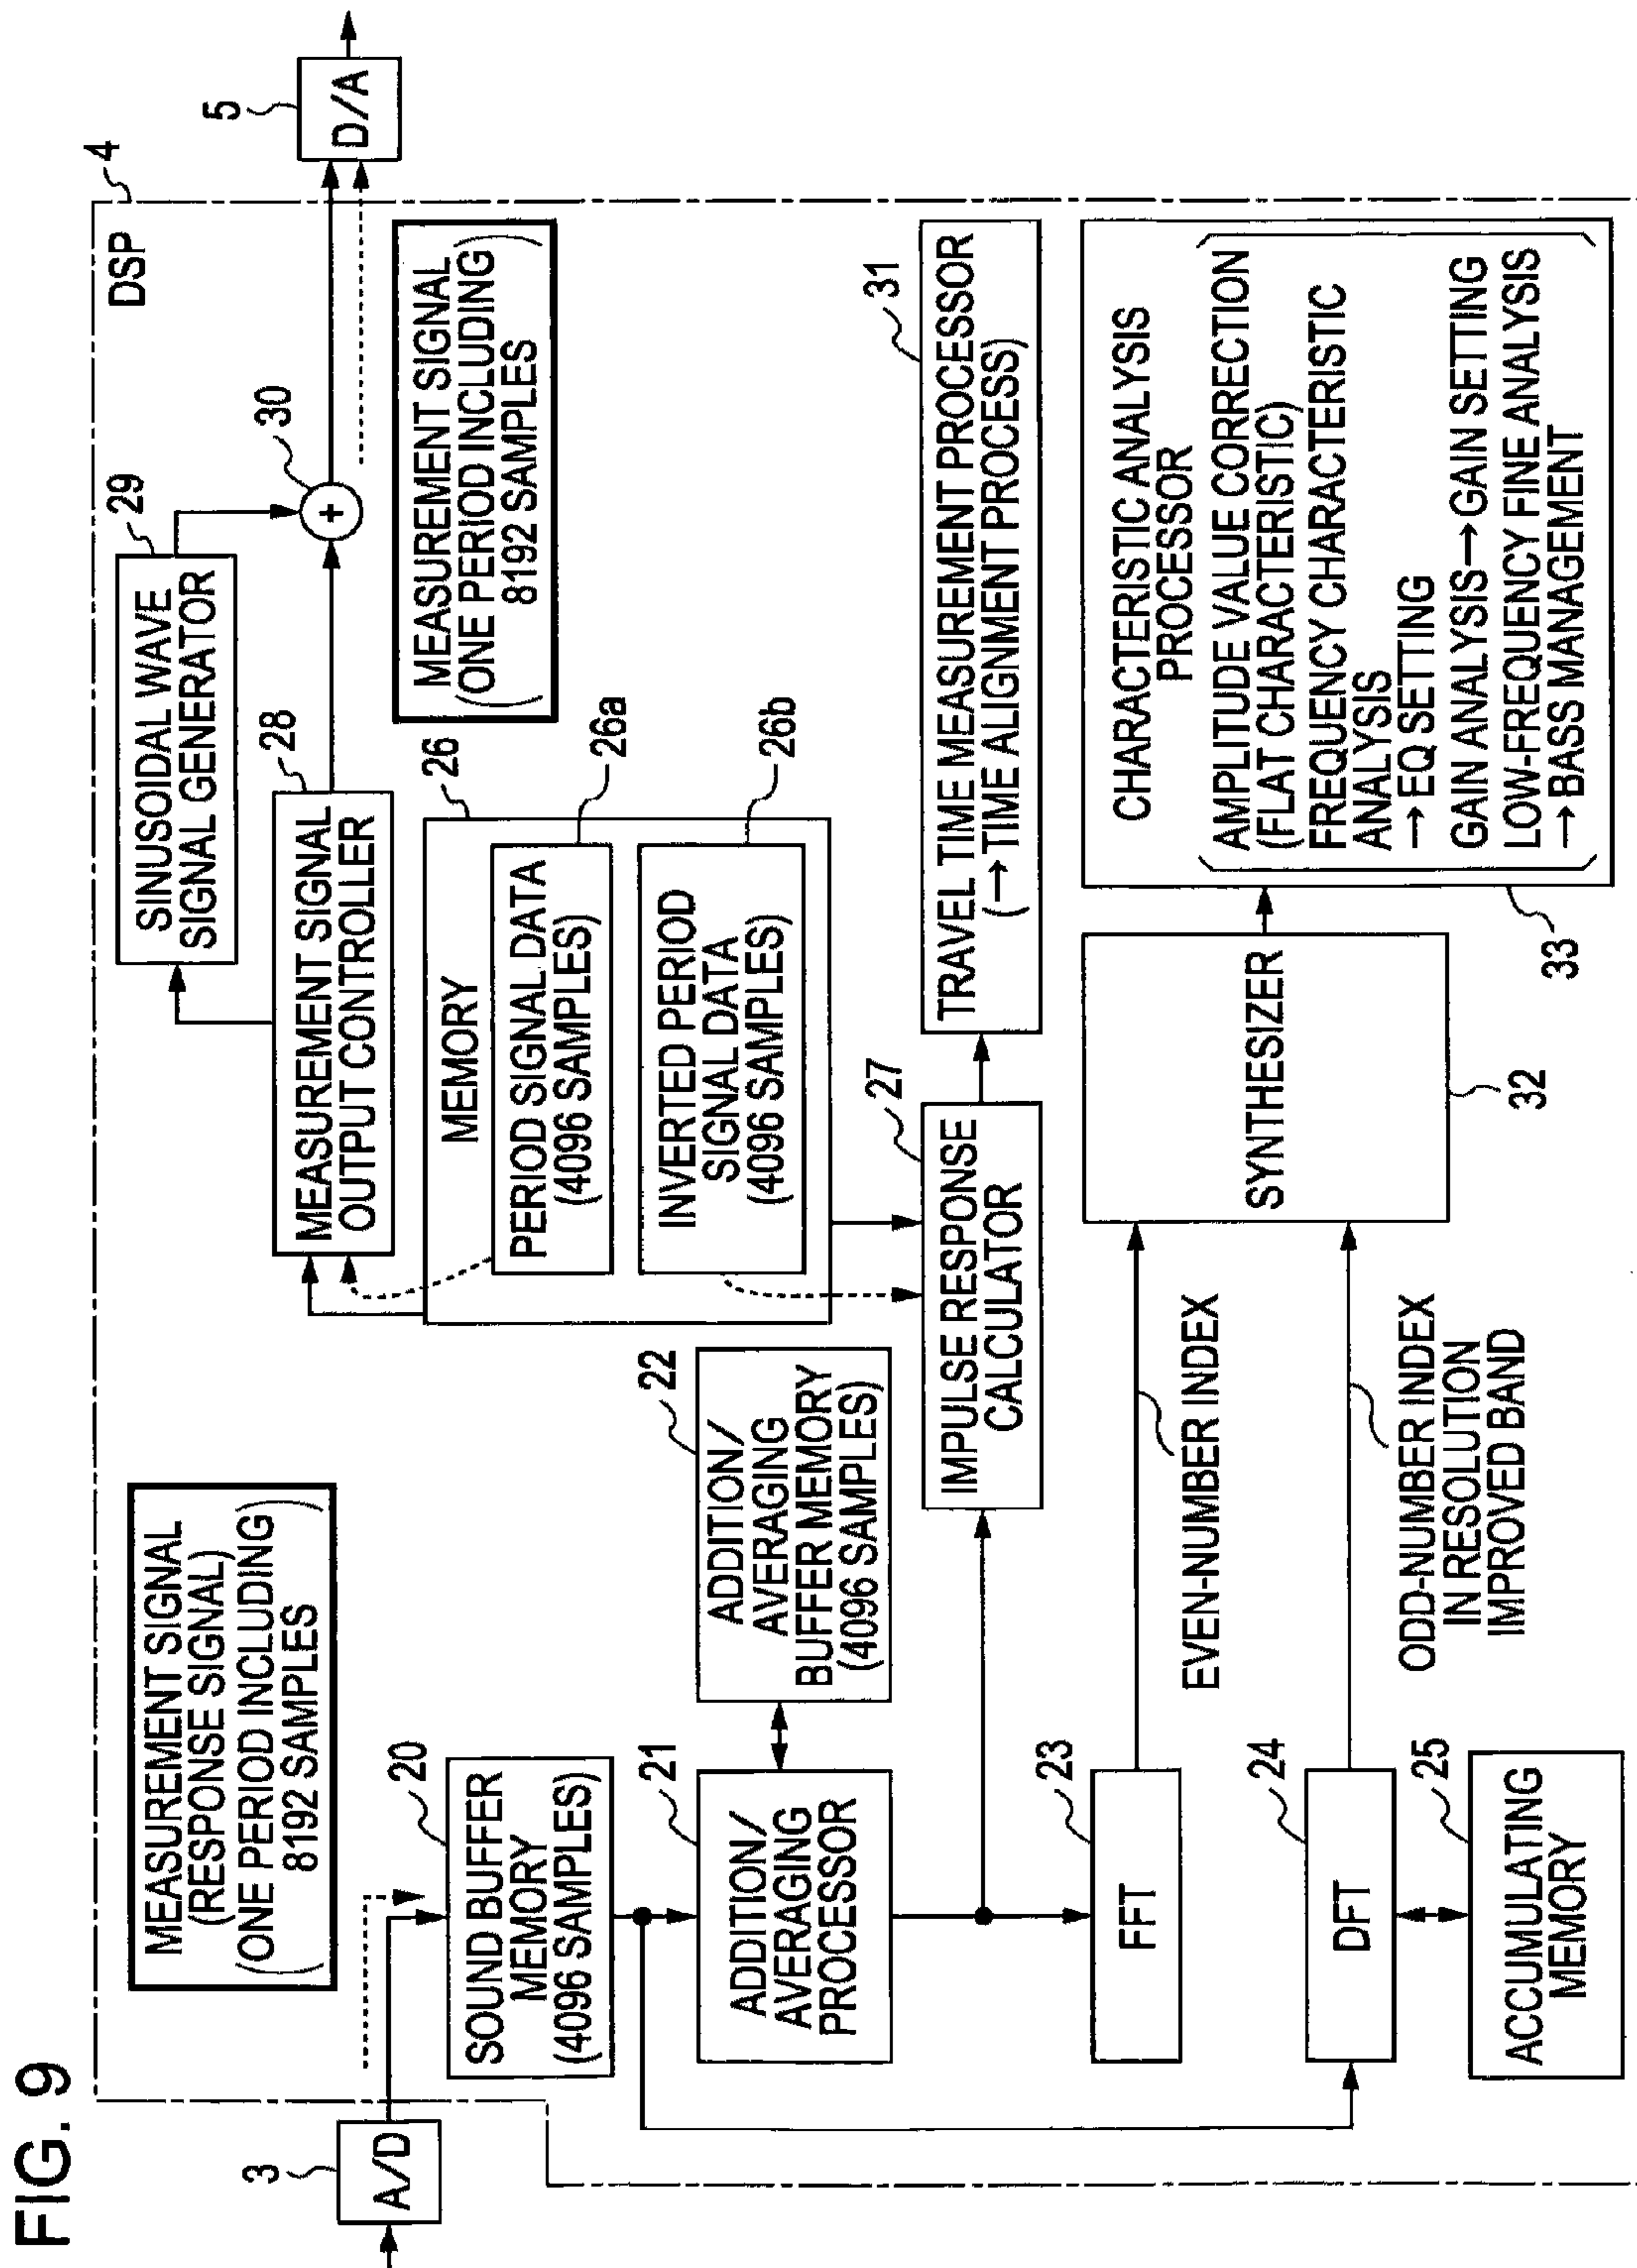 FIG. 9
3
A/D
4
DSP
5
D/A
MEASUREMENT SIGNAL
(RESPONSE SIGNAL)
(ONE PERIOD INCLUDING
8192 SAMPLES)
29
SINUSOIDAL WAVE
SIGNAL GENERATOR
30
+
28
MEASUREMENT SIGNAL
OUTPUT CONTROLLER
MEASUREMENT SIGNAL
(ONE PERIOD INCLUDING
8192 SAMPLES)
20
SOUND BUFFER
MEMORY
(4096 SAMPLES)
26
MEMORY
26a
PERIOD SIGNAL DATA
(4096 SAMPLES)
26b
INVERTED PERIOD
SIGNAL DATA
(4096 SAMPLES)
21
ADDITION/
AVERAGING
PROCESSOR
22
ADDITION/
AVERAGING
BUFFER MEMORY
(4096 SAMPLES)
27
IMPULSE RESPONSE
CALCULATOR
31
TRAVEL TIME MEASUREMENT PROCESSOR
(→ TIME ALIGNMENT PROCESS)
23
FFT
EVEN-NUMBER INDEX
24
DFT
ODD-NUMBER INDEX
IN RESOLUTION
IMPROVED BAND
25
ACCUMULATING
MEMORY
SYNTHESIZER
32
CHARACTERISTIC ANALYSIS
PROCESSOR
(AMPLITUDE VALUE CORRECTION
(FLAT CHARACTERISTIC)
FREQUENCY CHARACTERISTIC
ANALYSIS
→ EQ SETTING
GAIN ANALYSIS → GAIN SETTING
LOW-FREQUENCY FINE ANALYSIS
→ BASS MANAGEMENT)
33